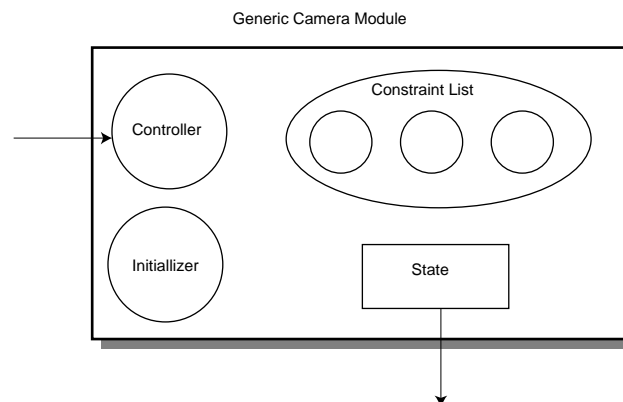 Generic Camera Module
Constraint List
Controller
Initiallizer
State